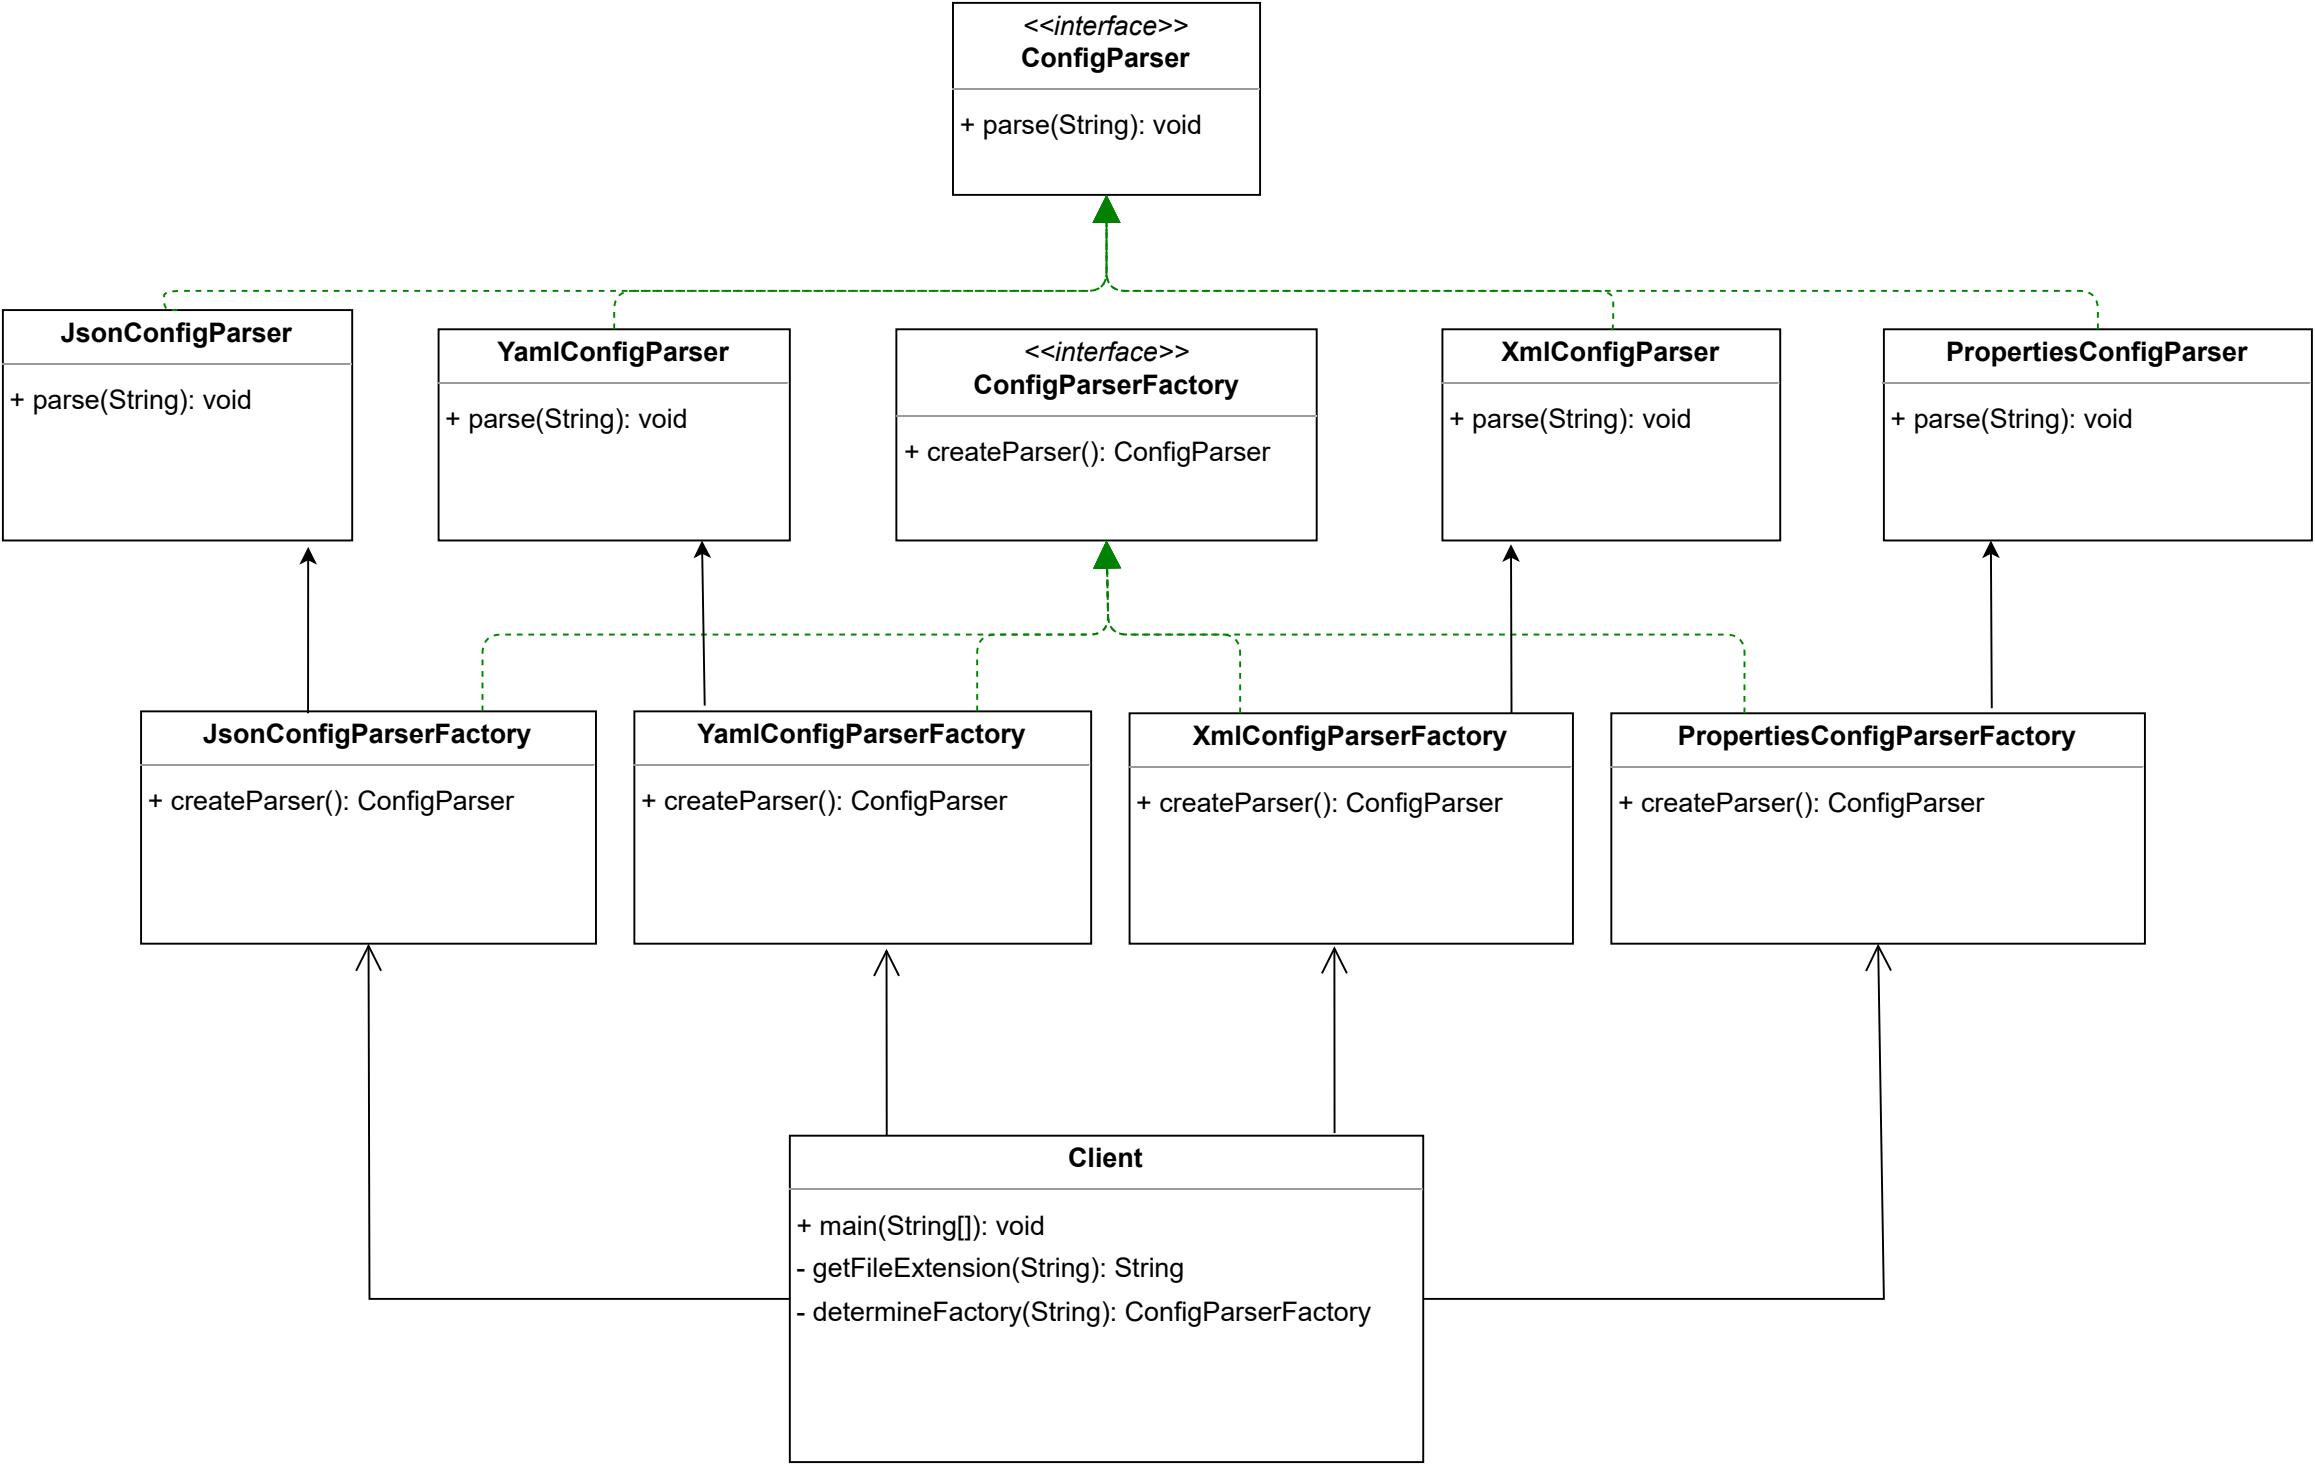 <<interface>>
ConfigParser
+ parse(String): void
JsonConfigParser
+ parse(String): void
YamlConfigParser
+ parse(String): void
<<interface>>
ConfigParserFactory
+ createParser(): ConfigParser
XmlConfigParser
+ parse(String): void
PropertiesConfigParser
+ parse(String): void
JsonConfigParserFactory
+ createParser(): ConfigParser
YamlConfigParserFactory
+ createParser(): ConfigParser
XmlConfigParserFactory
+ createParser(): ConfigParser
PropertiesConfigParserFactory
+ createParser(): ConfigParser
Client
+ main(String[]): void
- getFileExtension(String): String
- determineFactory(String): ConfigParserFactory